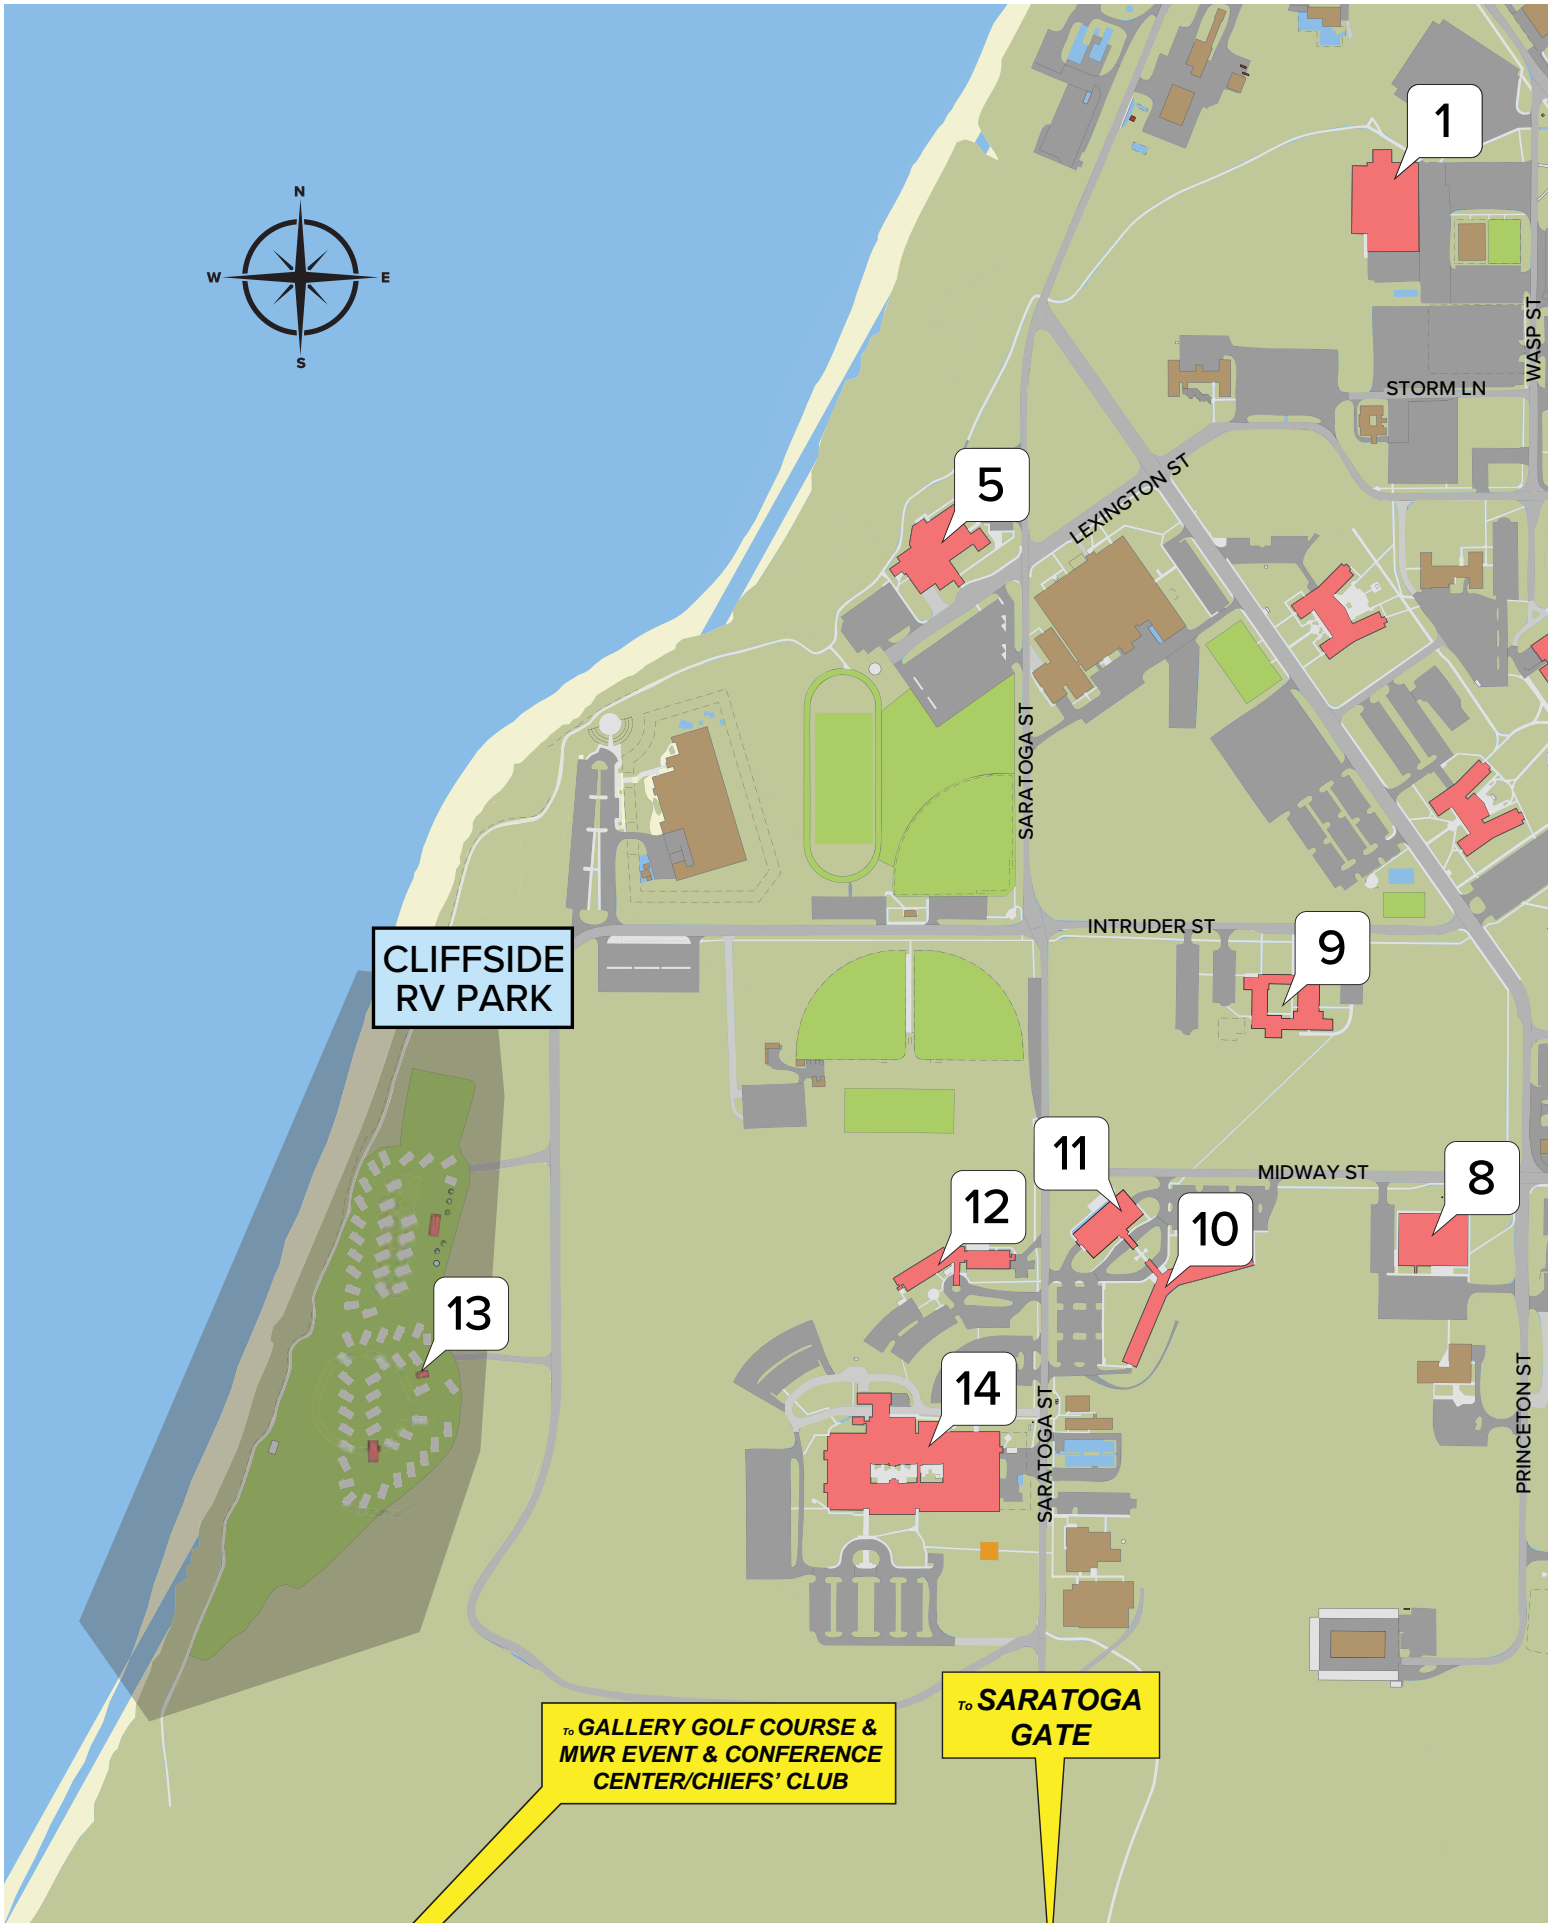 1
N
W
E
S
WASP ST
STORM LN
5
LEXINGTON ST
SARATOGA ST
INTRUDER ST
CLIFFSIDE
RV PARK
9
11
MIDWAY ST
8
12
10
13
14
SARATOGA ST
PRINCETON ST
To SARATOGA
GATE
To GALLERY GOLF COURSE &
MWR EVENT & CONFERENCE
CENTER/CHIEFS’ CLUB